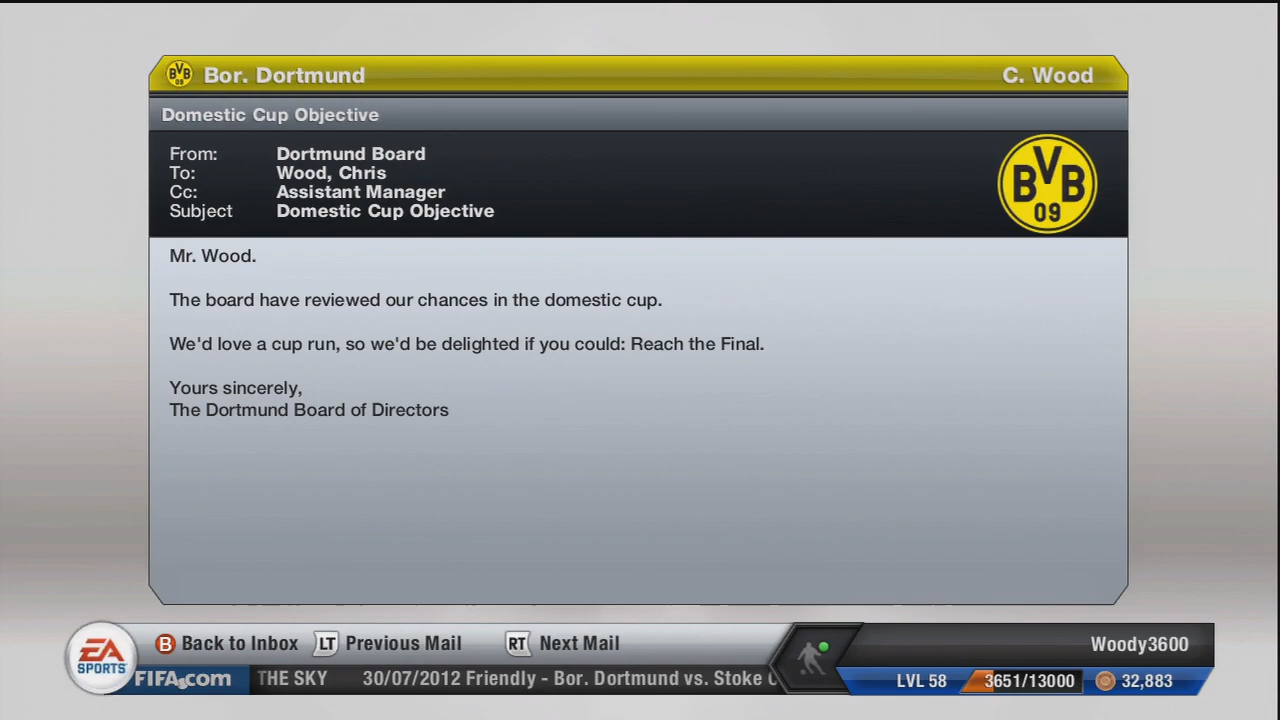 BVB 09 Bor. Dortmund C. Wood
Domestic Cup Objective
From: Dortmund Board
To: Wood, Chris
Cc: Assistant Manager
Subject Domestic Cup Objective
BVB 09
Mr. Wood.
The board have reviewed our chances in the domestic cup.
We'd love a cup run, so we'd be delighted if you could: Reach the Final.
Yours sincerely,
The Dortmund Board of Directors
EA SPORTS
B Back to Inbox LT Previous Mail RT Next Mail
Woody3600
FIFA.com THE SKY 30/07/2012 Friendly - Bor. Dortmund vs. Stoke
LVL 58 3651/13000 32,883